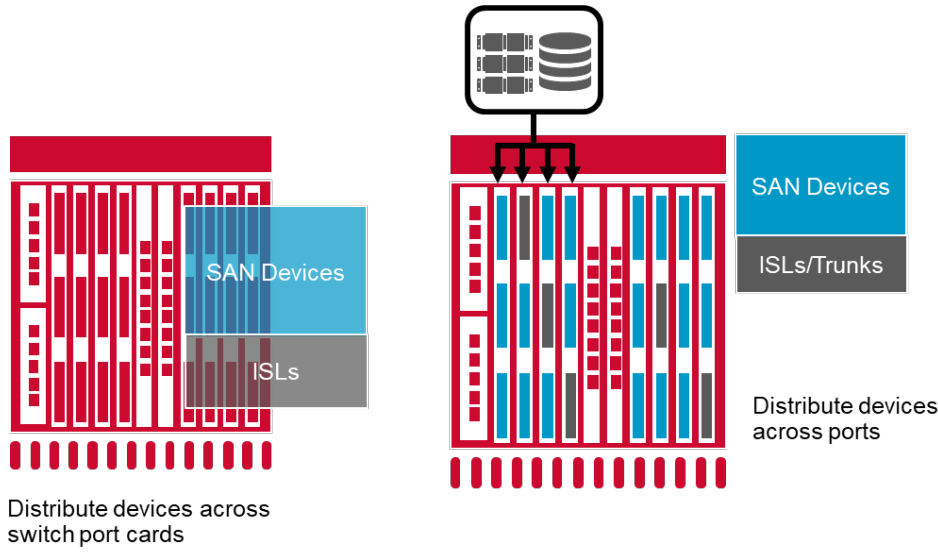 SAN Devices
ISLs
Distribute devices across
switch port cards
SAN Devices
ISLs/Trunks
Distribute devices
across ports